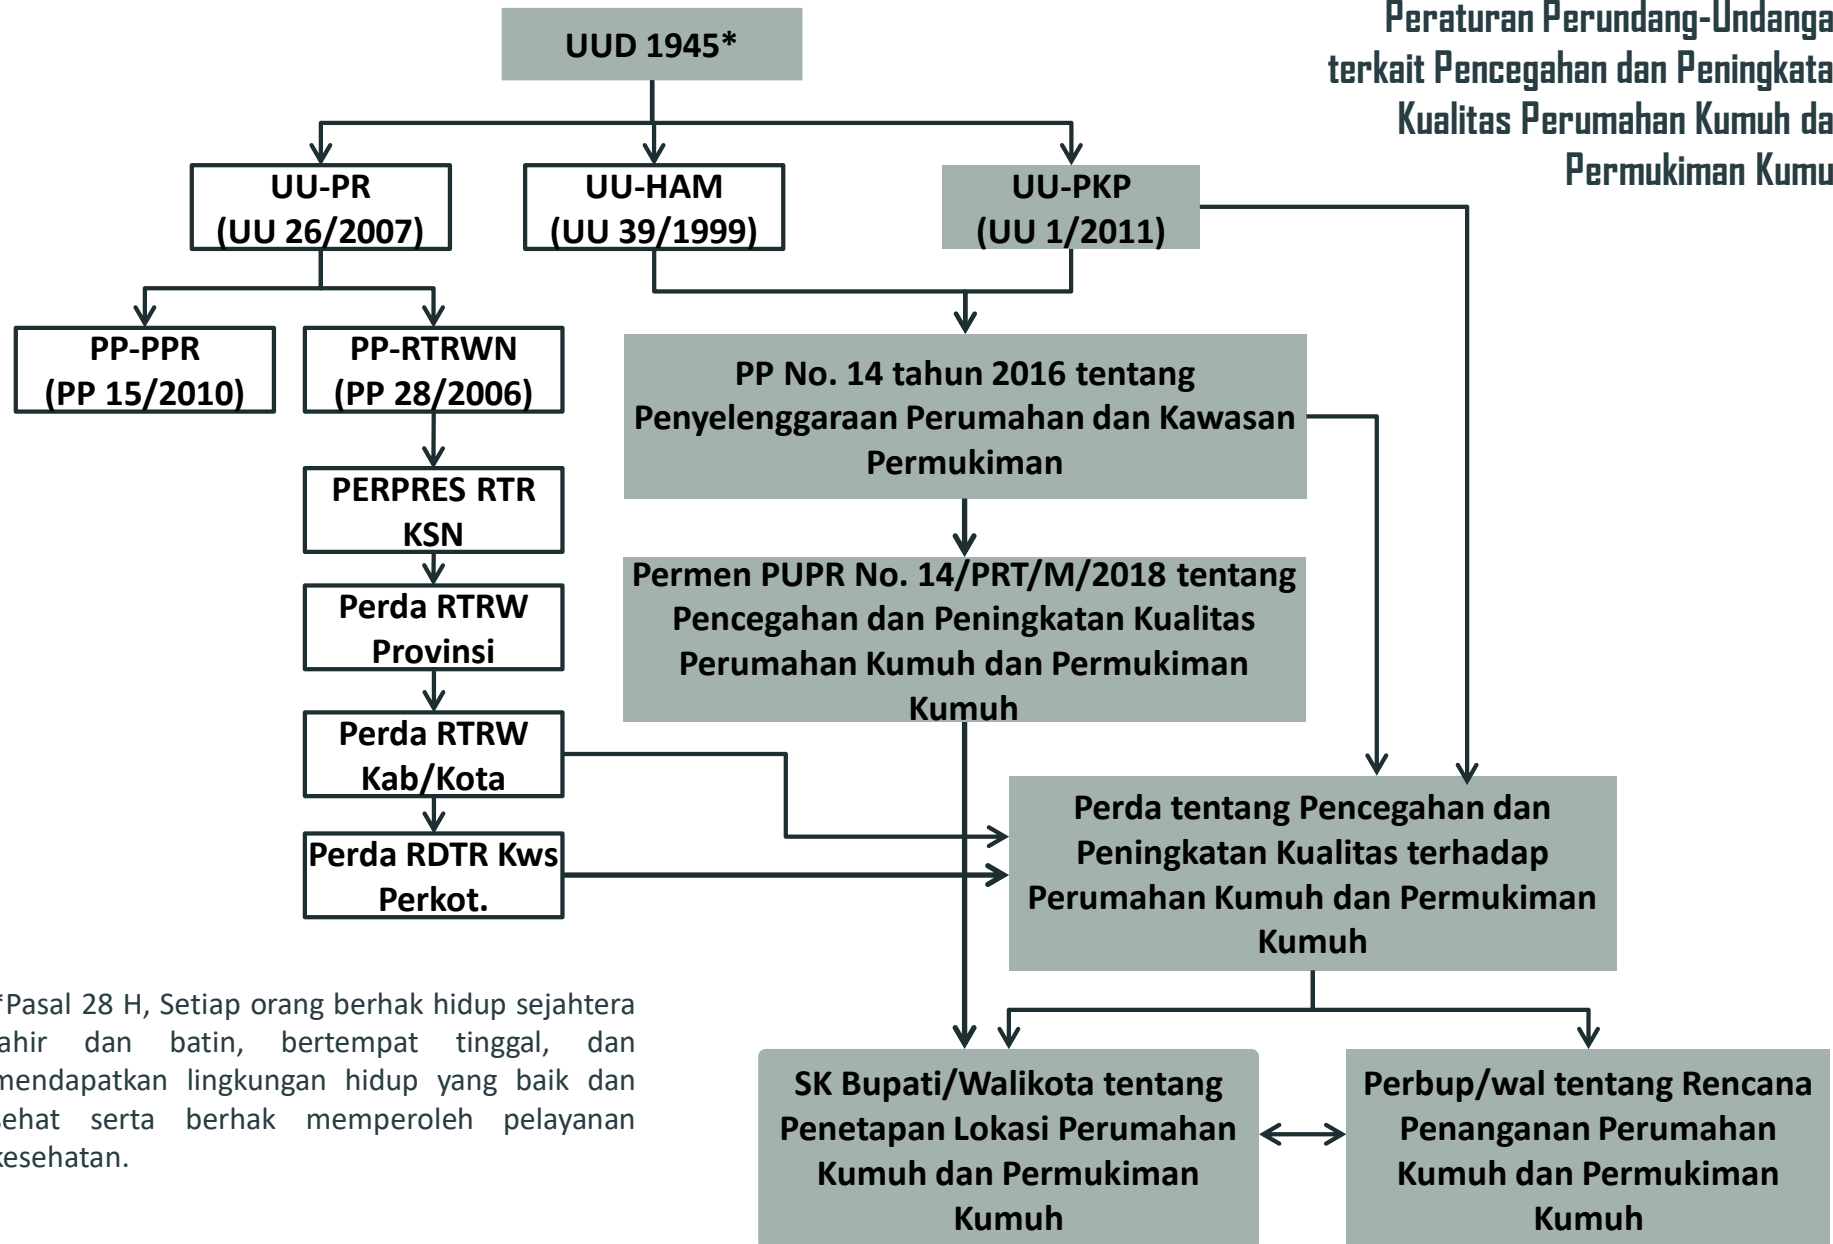 Peraturan Perundang-Undanga
terkait Pencegahan dan Peningkata
Kualitas Perumahan Kumuh da
Permukiman Kumu
UUD 1945*
UU-PR
(UU 26/2007)
UU-HAM
(UU 39/1999)
UU-PKP
(UU 1/2011)
PP-PPR
(PP 15/2010)
PP-RTRWN
(PP 28/2006)
PP No. 14 tahun 2016 tentang
Penyelenggaraan Perumahan dan Kawasan
Permukiman
PERPRES RTR
KSN
Permen PUPR No. 14/PRT/M/2018 tentang
Pencegahan dan Peningkatan Kualitas
Perumahan Kumuh dan Permukiman
Kumuh
Perda RTRW
Provinsi
Perda RTRW
Kab/Kota
Perda RDTR Kws
Perkot.
Perda tentang Pencegahan dan
Peningkatan Kualitas terhadap
Perumahan Kumuh dan Permukiman
Kumuh
*Pasal 28 H, Setiap orang berhak hidup sejahtera
ahir dan batin, bertempat tinggal, dan
mendapatkan lingkungan hidup yang baik dan
sehat serta berhak memperoleh pelayanan
kesehatan.
SK Bupati/Walikota tentang
Penetapan Lokasi Perumahan
Kumuh dan Permukiman
Kumuh
Perbup/wal tentang Rencana
Penanganan Perumahan
Kumuh dan Permukiman
Kumuh